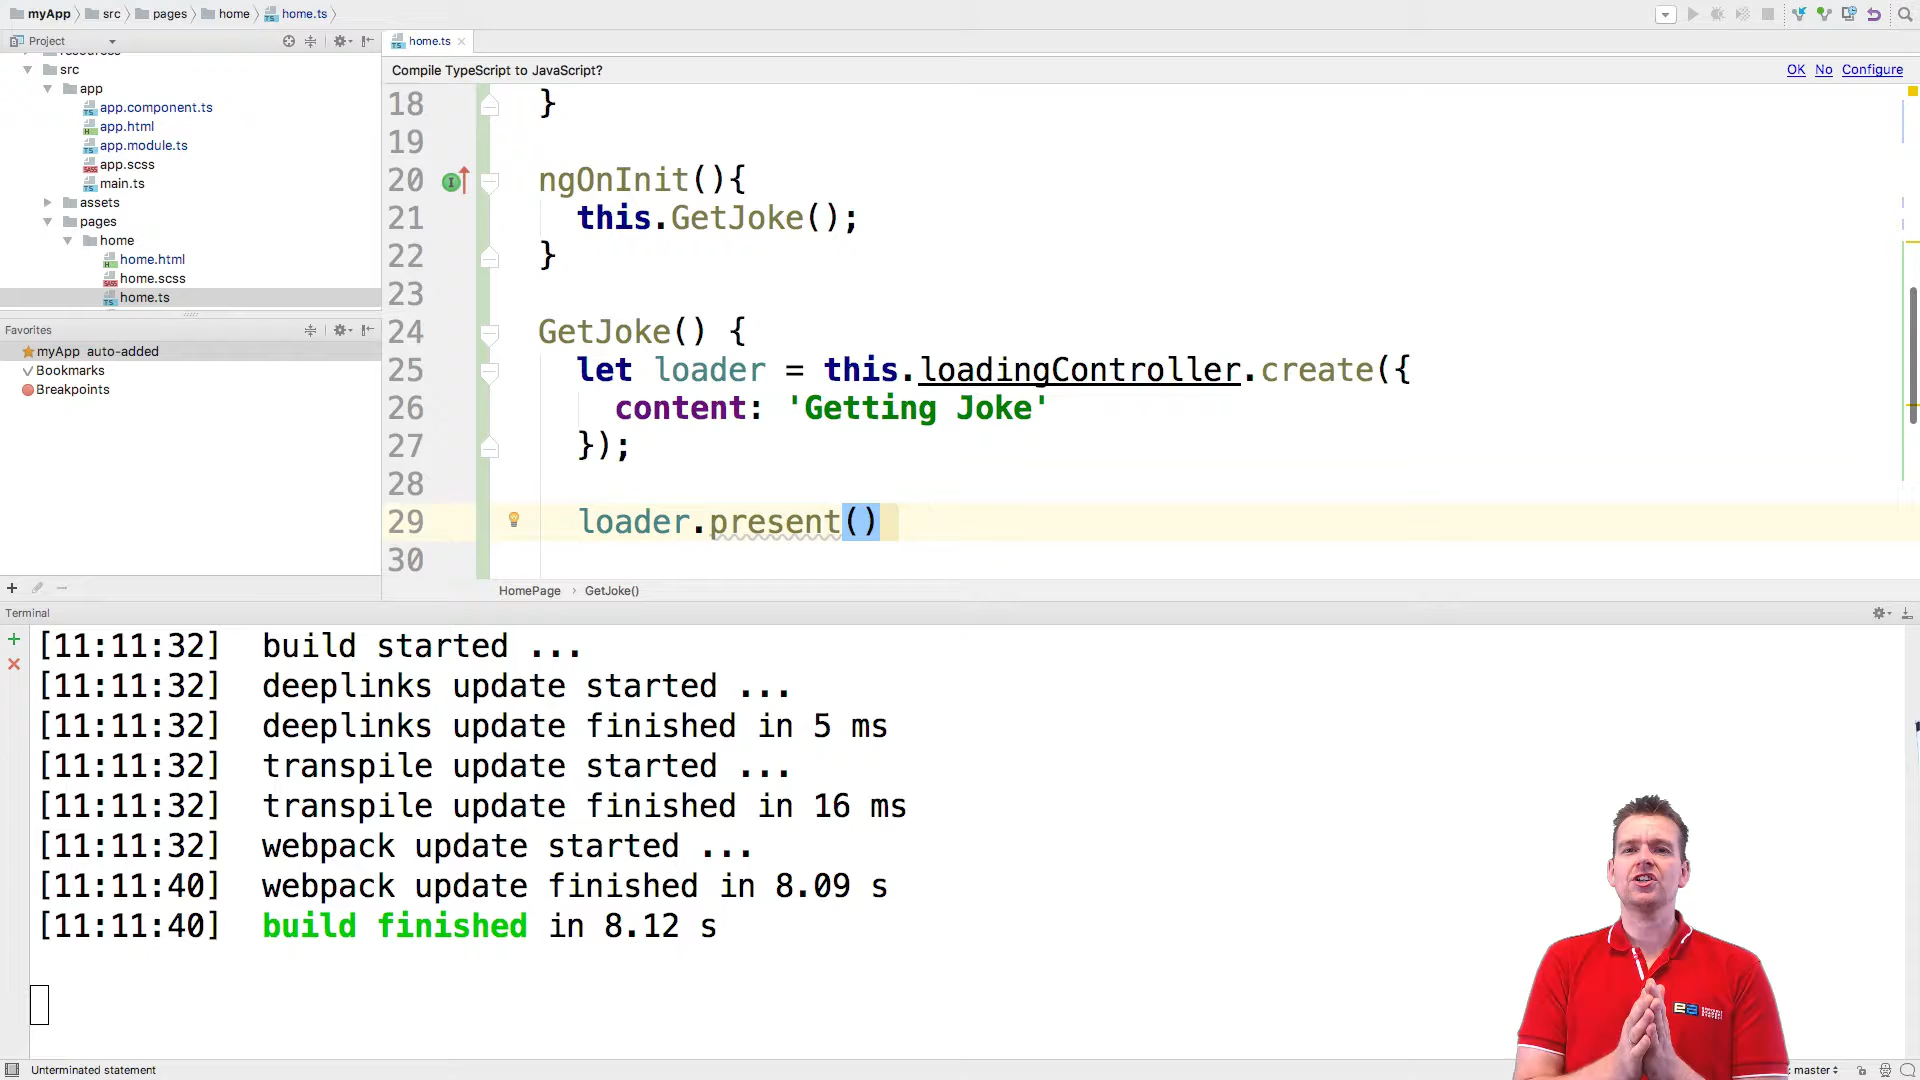 myApp src pages home home.ts
Project
home.ts
Compile TypeScript to JavaScript?
OK No Configure
src
app
app.component.ts
app.html
app.module.ts
app.scss
main.ts
assets
pages
home
home.html
home.scss
home.ts
Favorites
myApp auto-added
Bookmarks
Breakpoints
18 }
19
20 ngOnInit(){
21 this.GetJoke();
22 }
23
24 GetJoke() {
25 let loader = this.loadingController.create({
26 content: 'Getting Joke'
27 });
28
29 loader.present()
30
HomePage › GetJoke()
Terminal
[11:11:32] build started ...
[11:11:32] deeplinks update started ...
[11:11:32] deeplinks update finished in 5 ms
[11:11:32] transpile update started ...
[11:11:32] transpile update finished in 16 ms
[11:11:32] webpack update started ...
[11:11:40] webpack update finished in 8.09 s
[11:11:40] build finished in 8.12 s
ea
Unterminated statement
: master